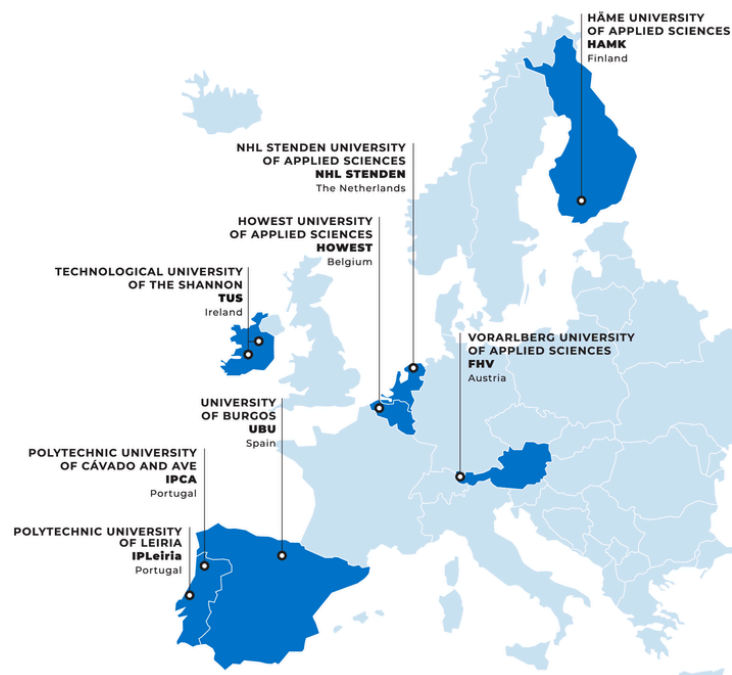 HÄME UNIVERSITY
OF APPLIED SCIENCES
HAMK
Finland
NHL STENDEN UNIVERSITY
OF APPLIED SCIENCES
NHL STENDEN
The Netherlands
HOWEST UNIVERSITY
OF APPLIED SCIENCES
HOWEST
Belgium
TECHNOLOGICAL UNIVERSITY
OF THE SHANNON
TUS
Ireland
VORARLBERG UNIVERSITY
OF APPLIED SCIENCES
FHV
Austria
UNIVERSITY
OF BURGOS
UBU
Spain
POLYTECHNIC UNIVERSITY
OF CÁVADO AND AVE
IPCA
Portugal
POLYTECHNIC UNIVERSITY
OF LEIRIA
IPLeiria
Portugal